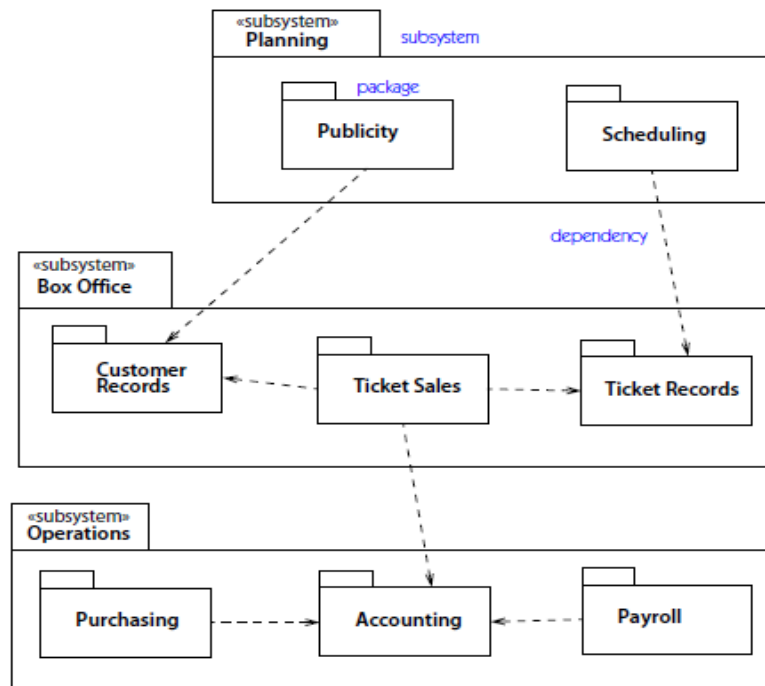 «subsystem»
Planning
subsystem
package
Publicity
Scheduling
dependency
«subsystem»
Box Office
Customer
Records
Ticket Sales
Ticket Records
«subsystem»
Operations
Purchasing
Accounting
Payroll